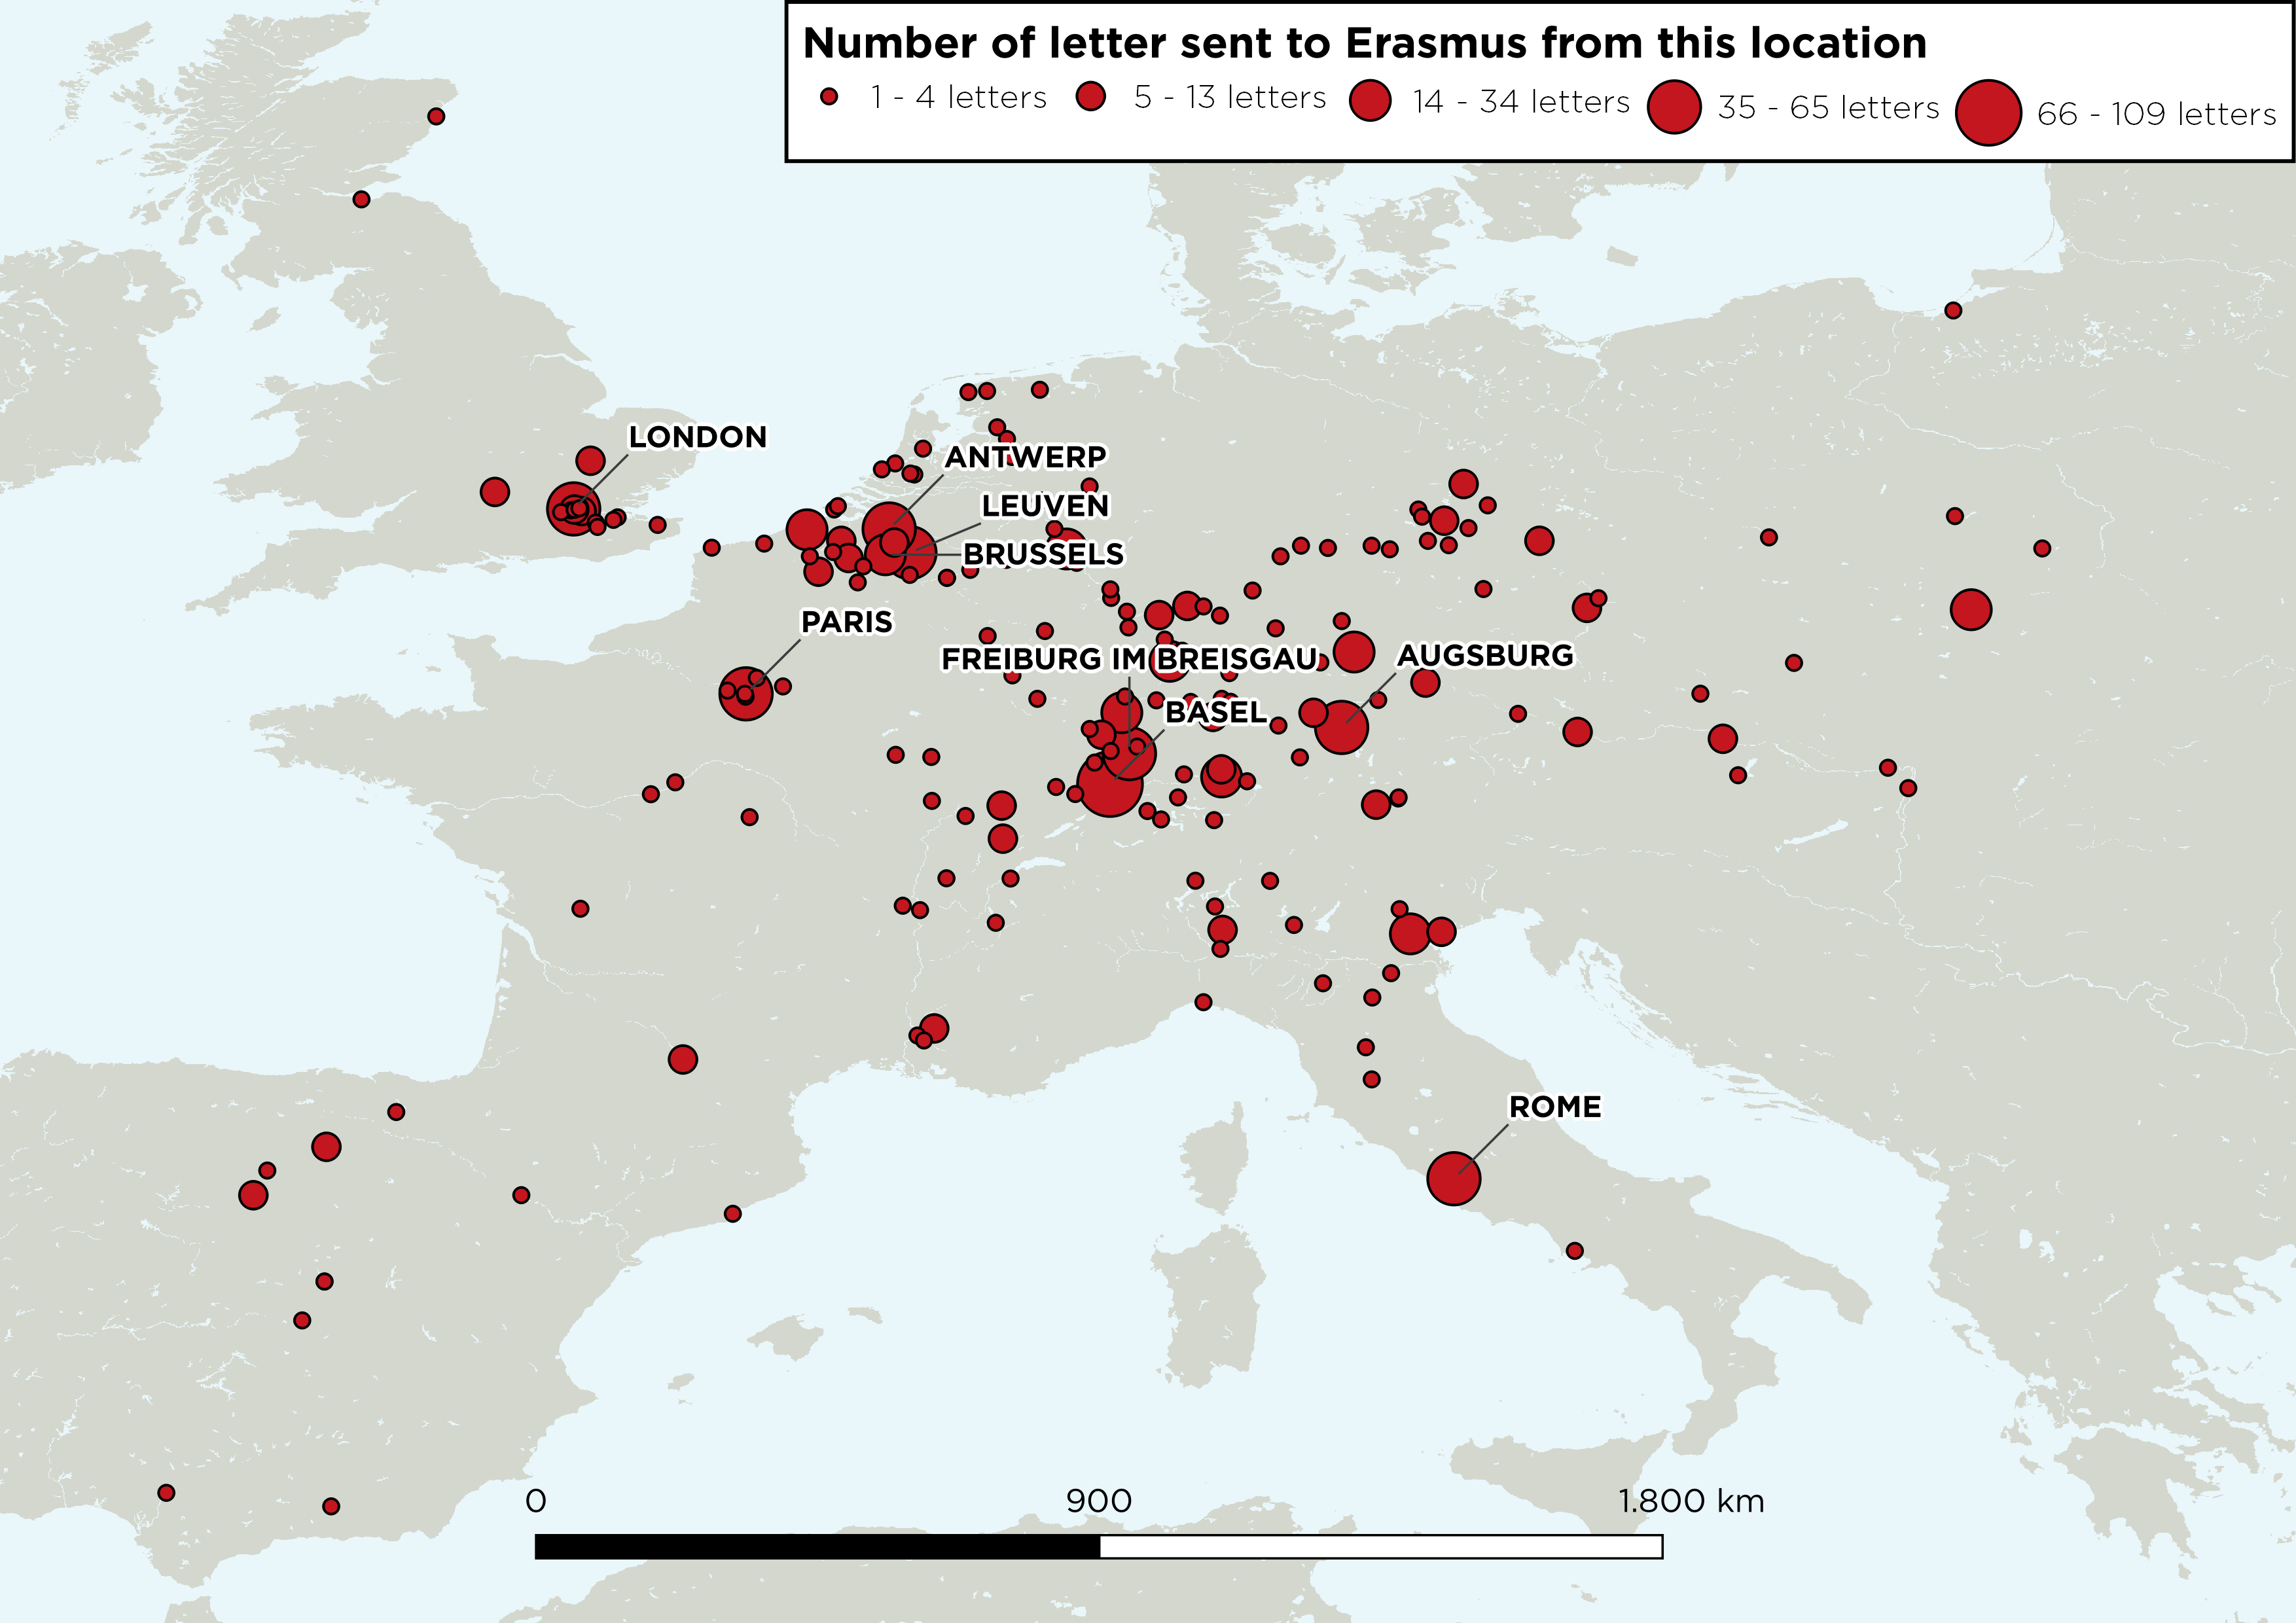 Number of letter sent to Erasmus from this location
1 - 4 letters 5 - 13 letters 14 - 34 letters 35 - 65 letters 66 - 109 letters
LONDON
ANTWERP
LEUVEN
BRUSSELS
PARIS
FREIBURG IM BREISGAU
AUGSBURG
BASEL
ROME
0 900 1.800 km